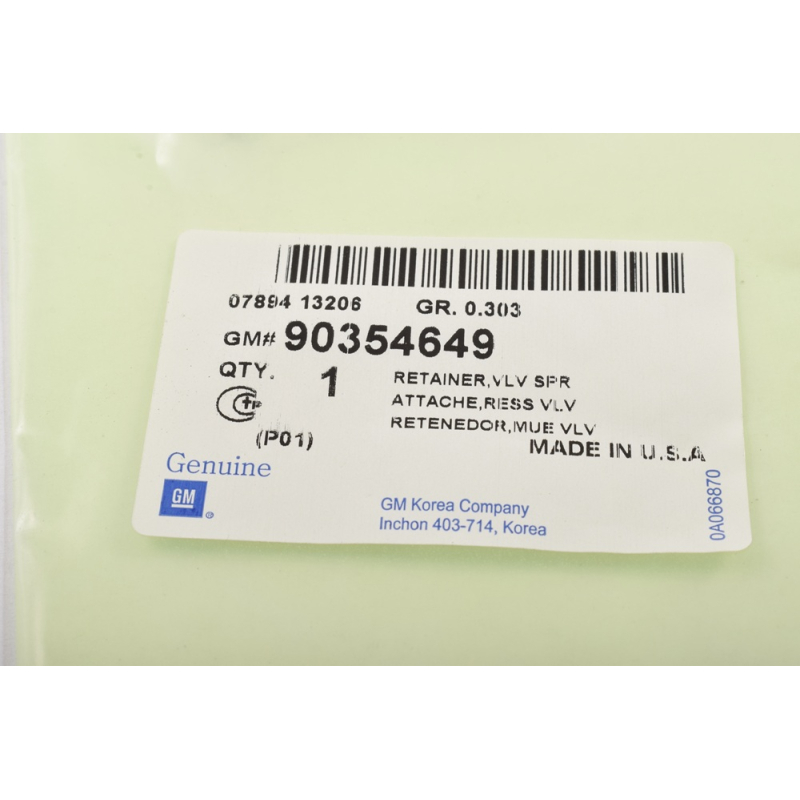 07894 13206 GR. 0.303
GM# 90354649
QTY. 1
RETAINER,VLV SPR
ATTACHE,RESS VLV
RETENEDOR,MUE VLV
(P01)
MADE IN U.S.A
Genuine
GM
®
GM Korea Company
Inchon 403-714, Korea
0A066870